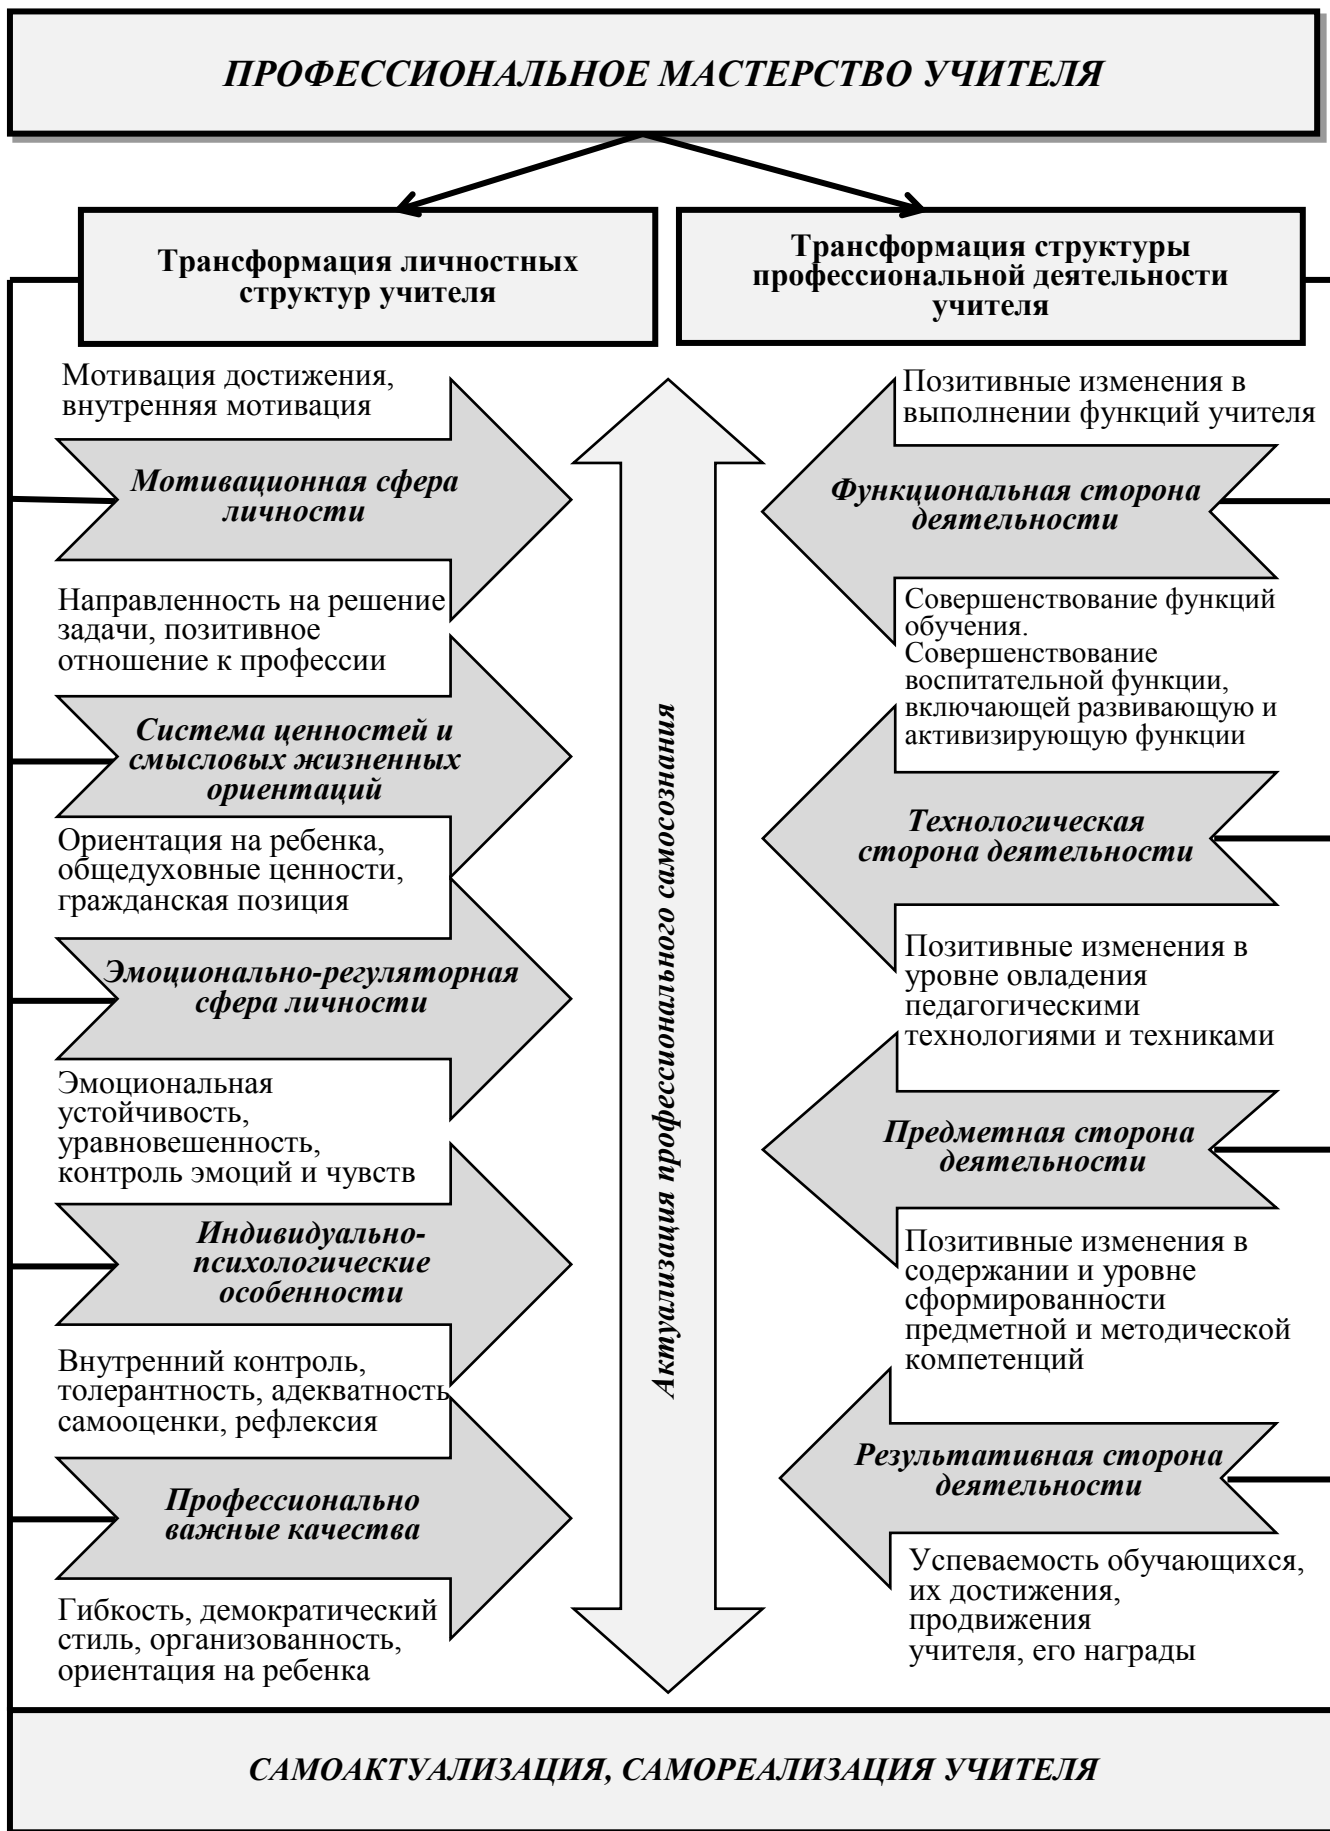 ПРОФЕССИОНАЛЬНОЕ МАСТЕРСТВО УЧИТЕЛЯ
Трансформация личностных
структур учителя
Трансформация структуры
профессиональной деятельности
учителя
Мотивация достижения,
внутренняя мотивация
Мотивационная сфера
личности
Направленность на решение
задачи, позитивное
отношение к профессии
Система ценностей и
смысловых жизненных
ориентаций
Ориентация на ребенка,
общедуховные ценности,
гражданская позиция
Эмоционально-регуляторная
сфера личности
Эмоциональная
устойчивость,
уравновешенность,
контроль эмоций и чувств
Индивидуально-
психологические
особенности
Внутренний контроль,
толерантность, адекватность
самооценки, рефлексия
Профессионально
важные качества
Гибкость, демократический
стиль, организованность,
ориентация на ребенка
Актуализация профессионального самосознания
Позитивные изменения в
выполнении функций учителя
Функциональная сторона
деятельности
Совершенствование функций
обучения.
Совершенствование
воспитательной функции,
включающей развивающую и
активизирующую функции
Технологическая
сторона деятельности
Позитивные изменения в
уровне овладения
педагогическими
технологиями и техниками
Предметная сторона
деятельности
Позитивные изменения в
содержании и уровне
сформированности
предметной и методической
компетенций
Результативная сторона
деятельности
Успеваемость обучающихся,
их достижения,
продвижения
учителя, его награды
САМОАКТУАЛИЗАЦИЯ, САМОРЕАЛИЗАЦИЯ УЧИТЕЛЯ